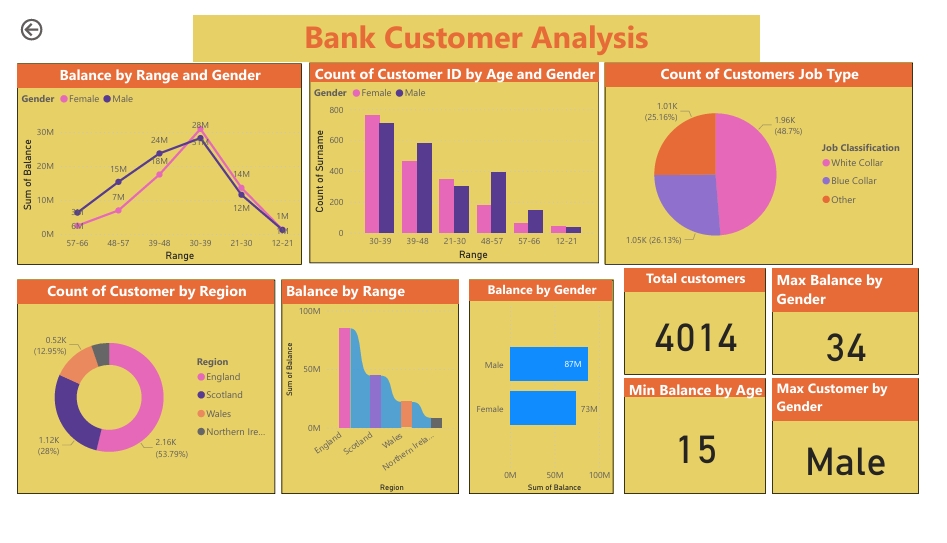 Bank Customer Analysis
Balance by Range and Gender
Gender Female Male
30M
20M
10M
0M
Sum of Balance
6M
15M
7M
24M
18M
28M
14M
12M
1M
57-66 48-57 39-48 30-39 21-30 12-21
Range
Count of Customer ID by Age and Gender
Gender Female Male
800
600
400
200
0
Count of Surname
30-39 39-48 21-30 48-57 57-66 12-21
Range
Count of Customers Job Type
1.01K
(25.16%)
1.96K
(48.7%)
1.05K (26.13%)
Job Classification
White Collar
Blue Collar
Other
Count of Customer by Region
0.52K
(12.95%)
1.12K
(28%)
2.16K
(53.79%)
Region
England
Scotland
Wales
Northern Ire...
Balance by Range
100M
50M
0M
Sum of Balance
England
Scotland
Wales
Northern Irela...
Region
Balance by Gender
Male
87M
Female
73M
0M 50M 100M
Sum of Balance
Total customers
4014
Max Balance by
Gender
34
Min Balance by Age
15
Max Customer by
Gender
Male